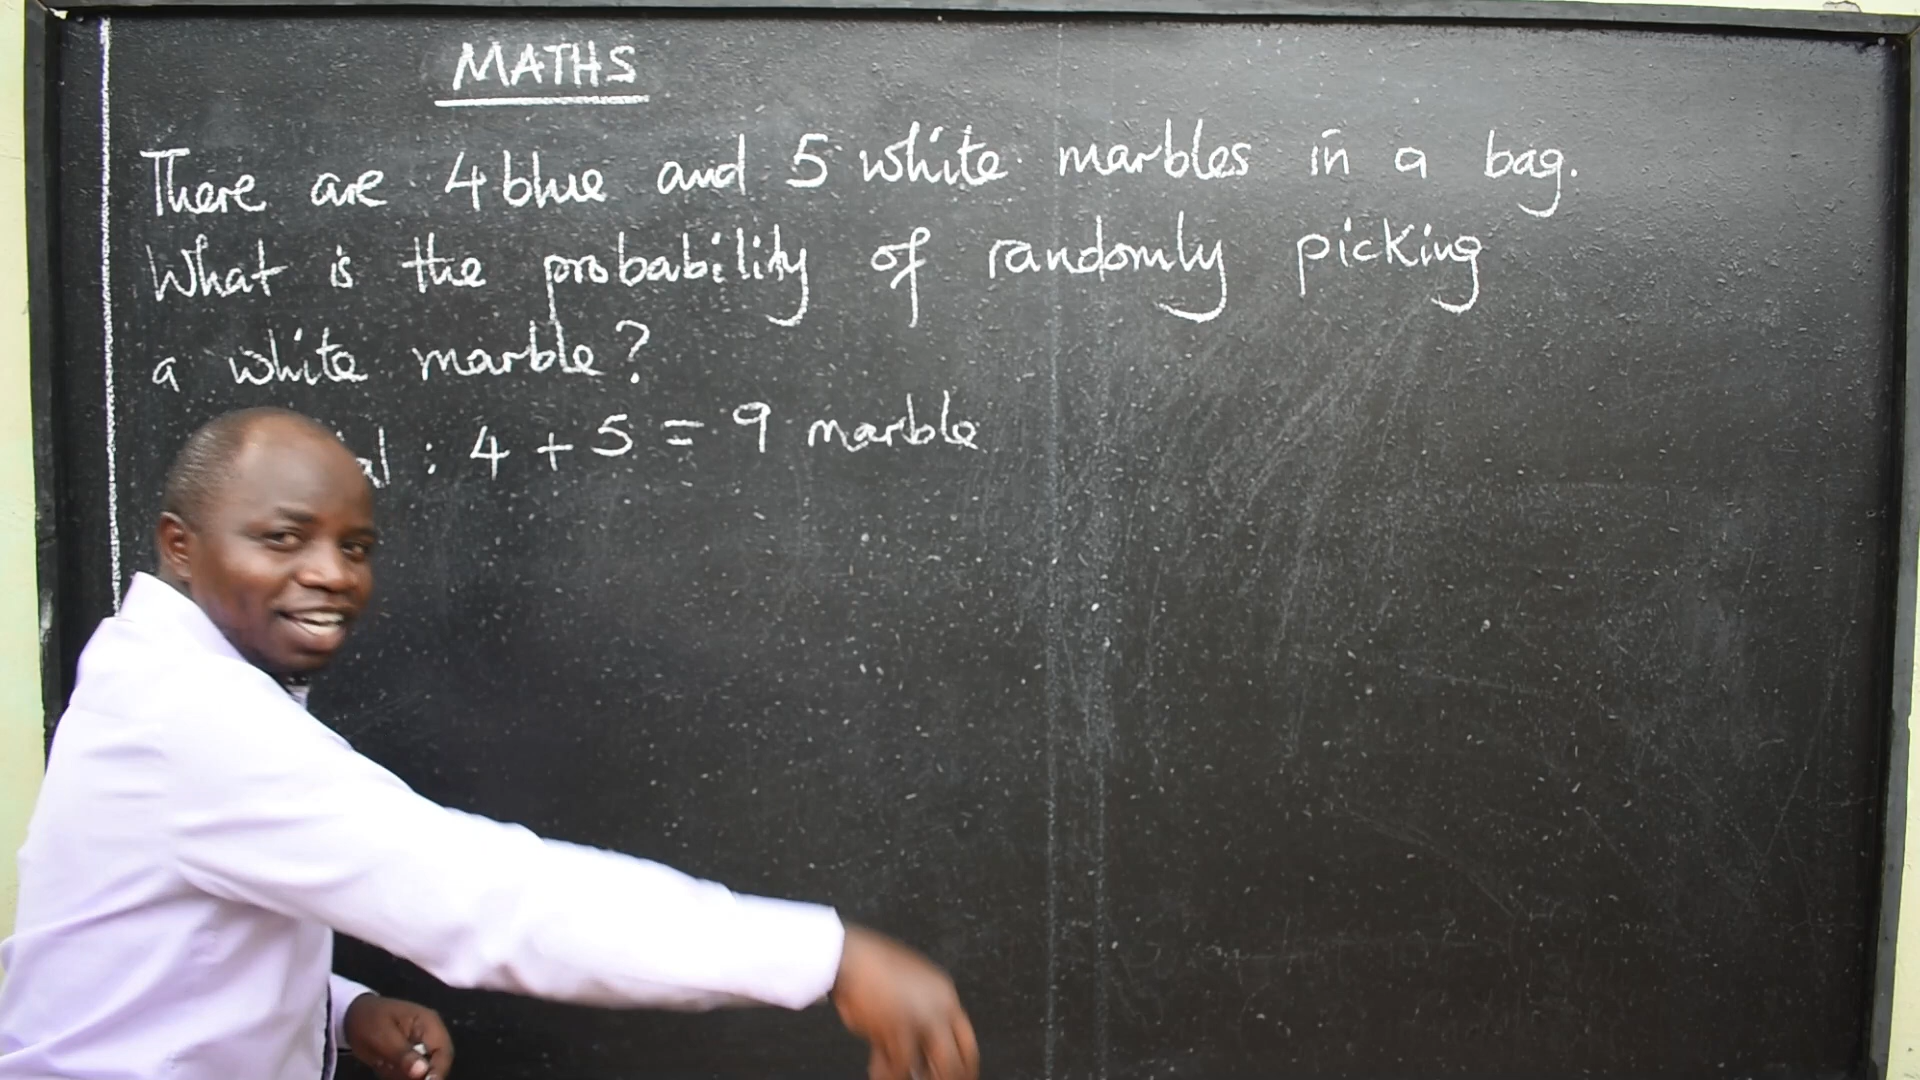 MATHS
There are 4 blue and 5 white marbles in a bag.
What is the probability of randomly picking
a white marble?
: 4 + 5 = 9 marble